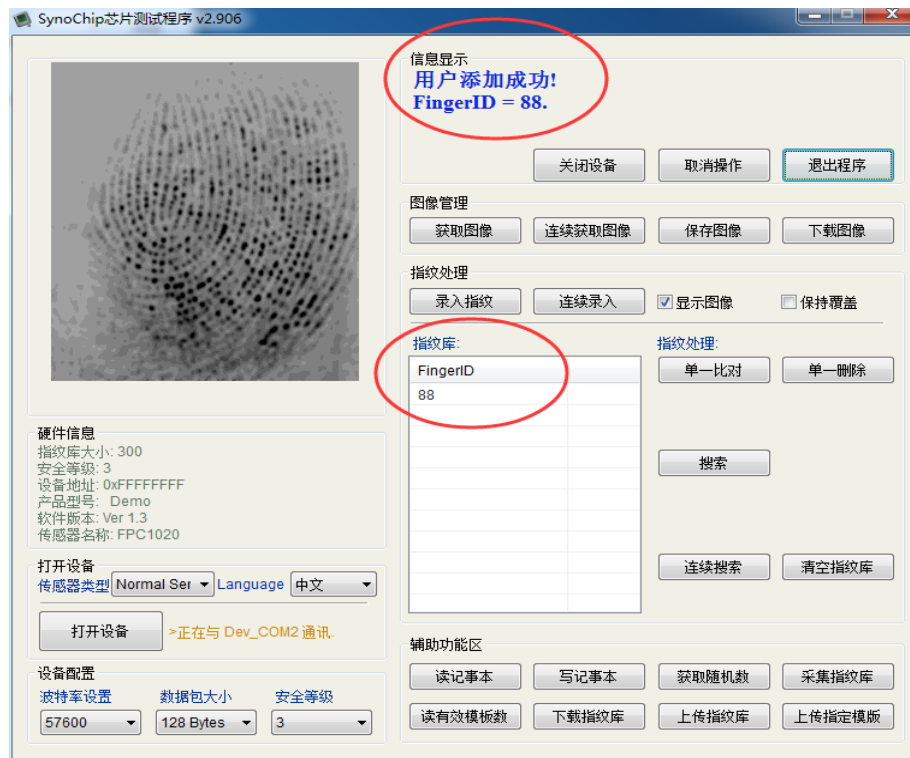 SynoChip芯片测试程序 v2.906
信息显示
用户添加成功!
FingerID = 88.
关闭设备 取消操作 退出程序
图像管理
获取图像 连续获取图像 保存图像 下载图像
指纹处理
录入指纹 连续录入 显示图像 保持覆盖
指纹库: 指纹处理:
FingerID 单一比对 单一删除
88
搜索
连续搜索 清空指纹库
硬件信息
指纹库大小: 300
安全等级: 3
设备地址: 0xFFFFFFFF
产品型号: Demo
软件版本: Ver 1.3
传感器名称: FPC1020
打开设备
传感器类型 Normal Ser Language 中文
打开设备 >正在与 Dev_COM2 通讯.
设备配置
波特率设置 数据包大小 安全等级
57600 128 Bytes 3
辅助功能区
读记事本 写记事本 获取随机数 采集指纹库
读有效模板数 下载指纹库 上传指纹库 上传指定模版